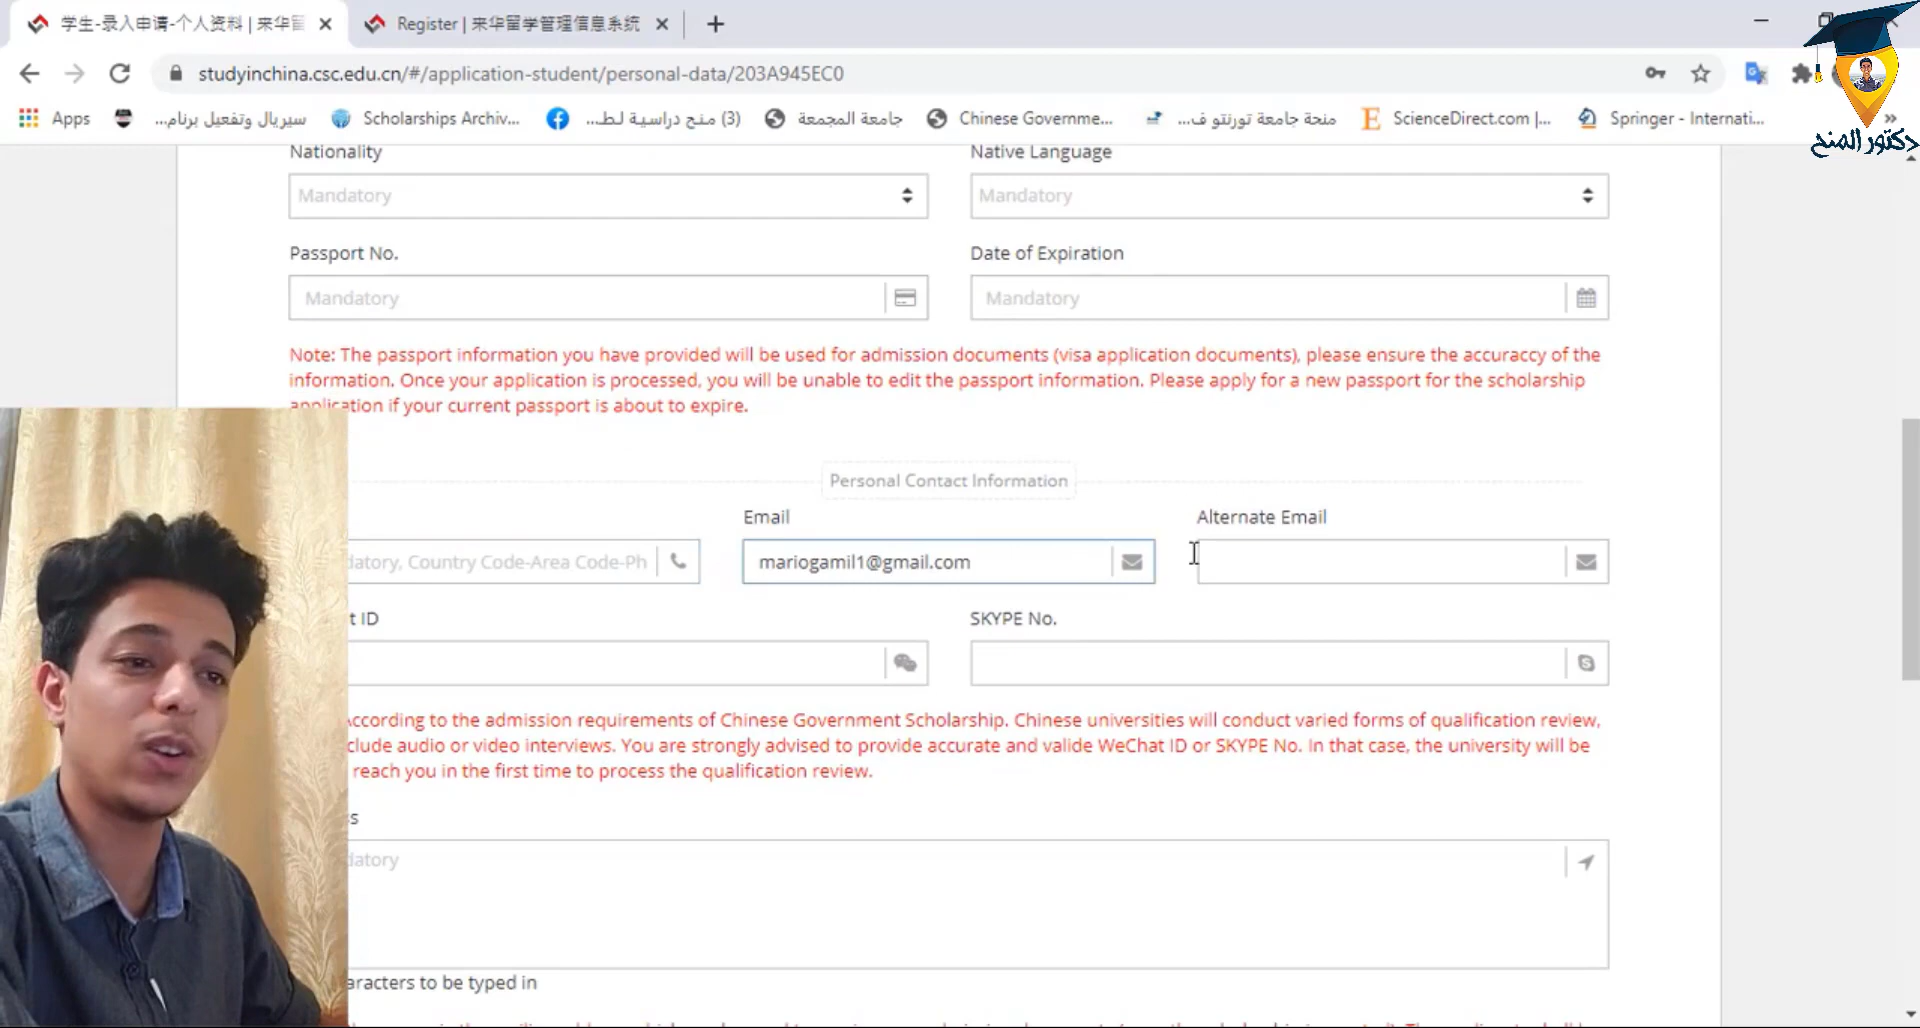 学生-录入申请-个人资料 | 来华留
Register | 来华留学管理信息系统
studyinchina.csc.edu.cn/#/application-student/personal-data/203A945EC0
Apps
سيريال وتفعيل برنام...
Scholarships Archiv...
(3) منح دراسية لط...
جامعة المجمعة
Chinese Governme...
منحة جامعة تورنتو ف...
ScienceDirect.com |...
Springer - Internati...
دكتور المنح
Nationality
Native Language
Mandatory
Mandatory
Passport No.
Date of Expiration
Mandatory
Mandatory
Note: The passport information you have provided will be used for admission documents (visa application documents), please ensure the accuraccy of the
information. Once your application is processed, you will be unable to edit the passport information. Please apply for a new passport for the scholarship
application if your current passport is about to expire.
Personal Contact Information
Email
Alternate Email
datory, Country Code-Area Code-Ph
mariogamil1@gmail.com
t ID
SKYPE No.
According to the admission requirements of Chinese Government Scholarship. Chinese universities will conduct varied forms of qualification review,
clude audio or video interviews. You are strongly advised to provide accurate and valid WeChat ID or SKYPE No. In that case, the university will be
reach you in the first time to process the qualification review.
s
datory
aracters to be typed in